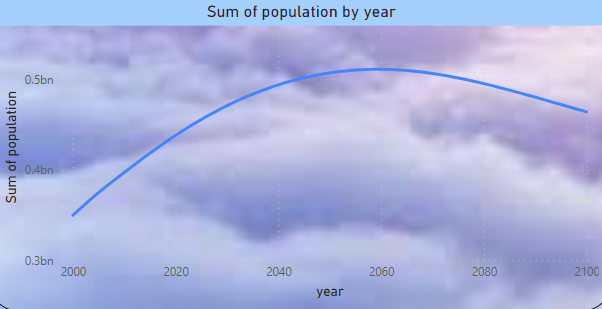 Sum of population by year
Sum of population
0.5bn
0.4bn
0.3bn
2000 2020 2040 2060 2080 2100
year